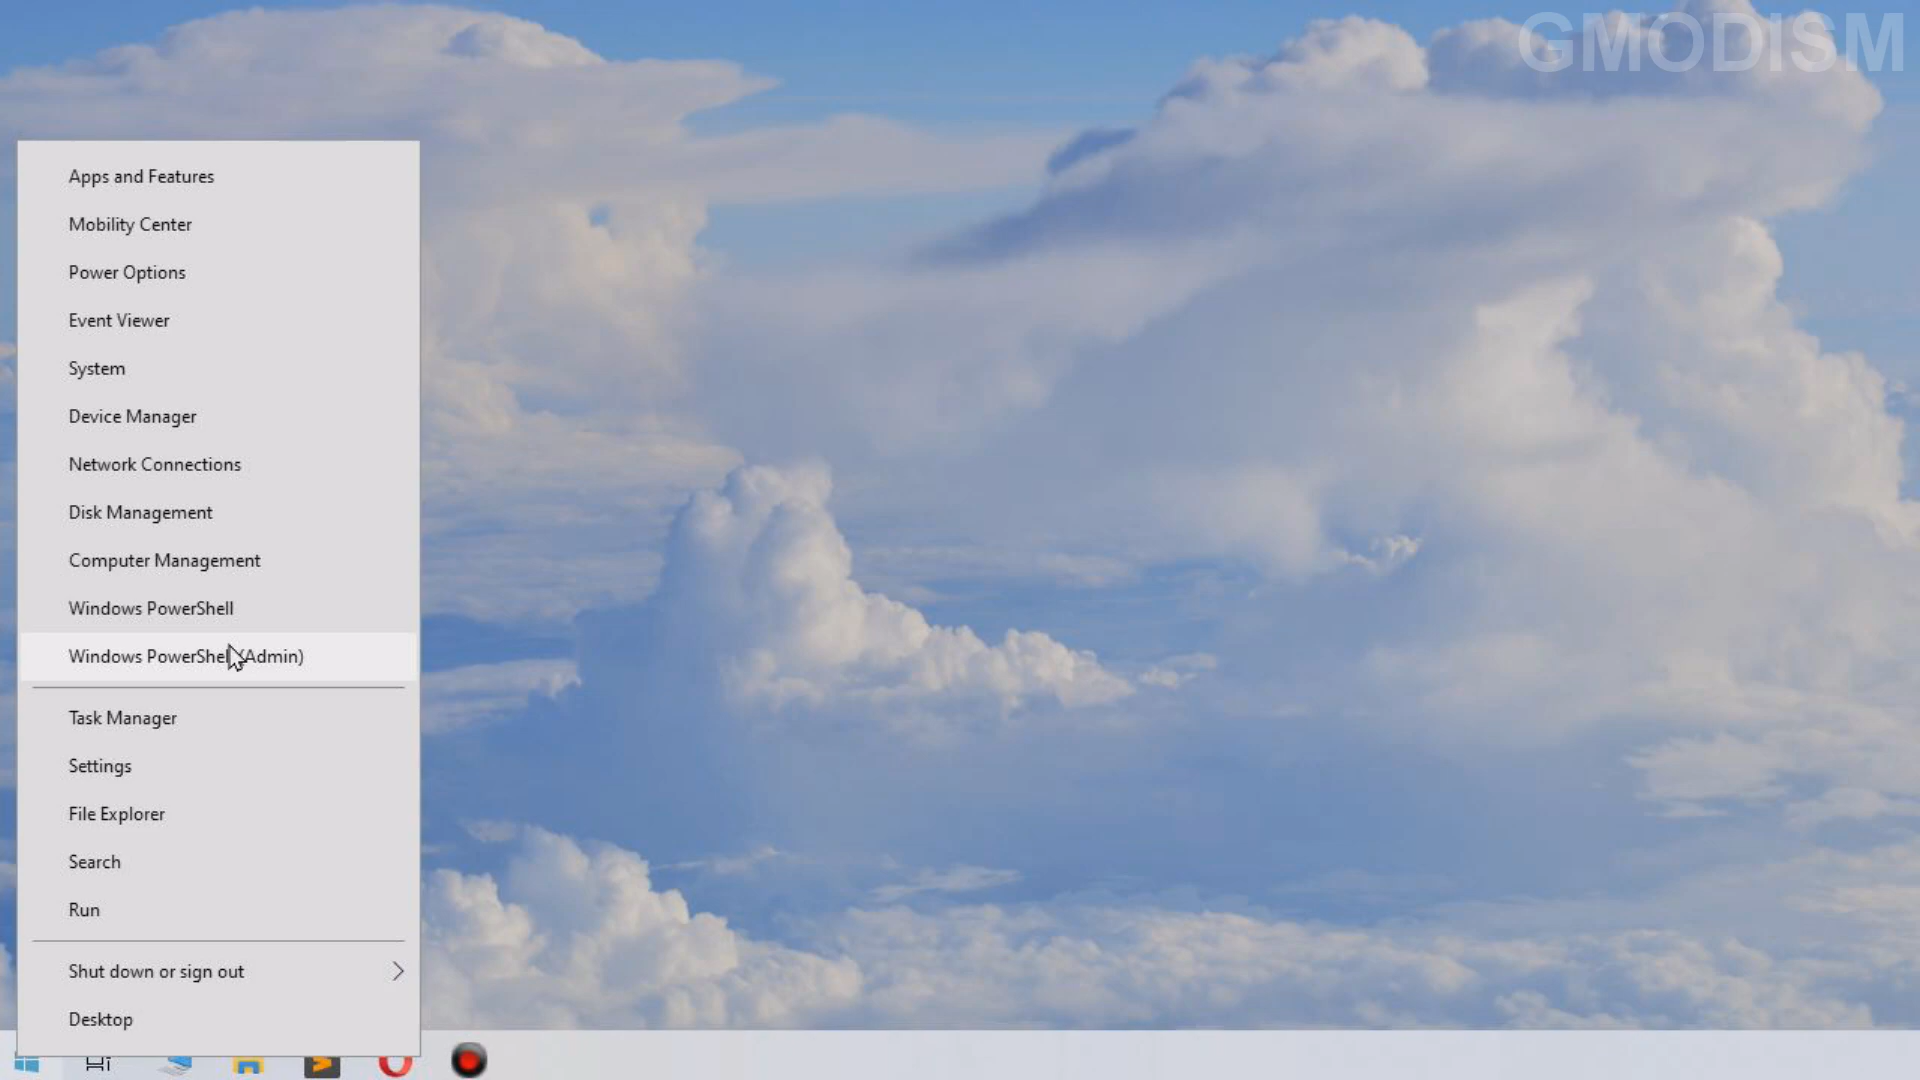 GMODISM
Apps and Features
Mobility Center
Power Options
Event Viewer
System
Device Manager
Network Connections
Disk Management
Computer Management
Windows PowerShell
Windows PowerShell (Admin)
Task Manager
Settings
File Explorer
Search
Run
Shut down or sign out
Desktop